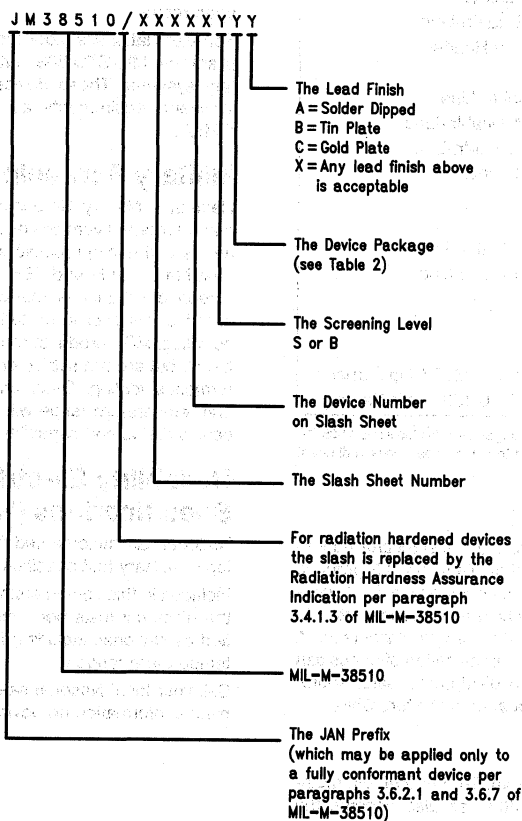 JM38510/XXXXXYYY
The Lead Finish
A = Solder Dipped
B = Tin Plate
C = Gold Plate
X = Any lead finish above
is acceptable
The Device Package
(see Table 2)
The Screening Level
S or B
The Device Number
on Slash Sheet
The Slash Sheet Number
For radiation hardened devices
the slash is replaced by the
Radiation Hardness Assurance
Indication per paragraph
3.4.1.3 of MIL-M-38510
MIL-M-38510
The JAN Prefix
(which may be applied only to
a fully conformant device per
paragraphs 3.6.2.1 and 3.6.7 of
MIL-M-38510)